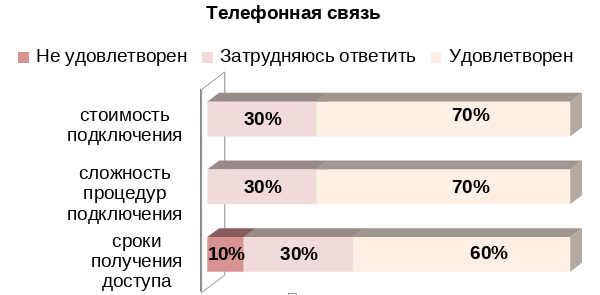 Телефонная связь
Не удовлетворен Затрудняюсь ответить Удовлетворен
стоимость
подключения
30% 70%
сложность
процедур
подключения
30% 70%
сроки
получения
доступа
10% 30% 60%